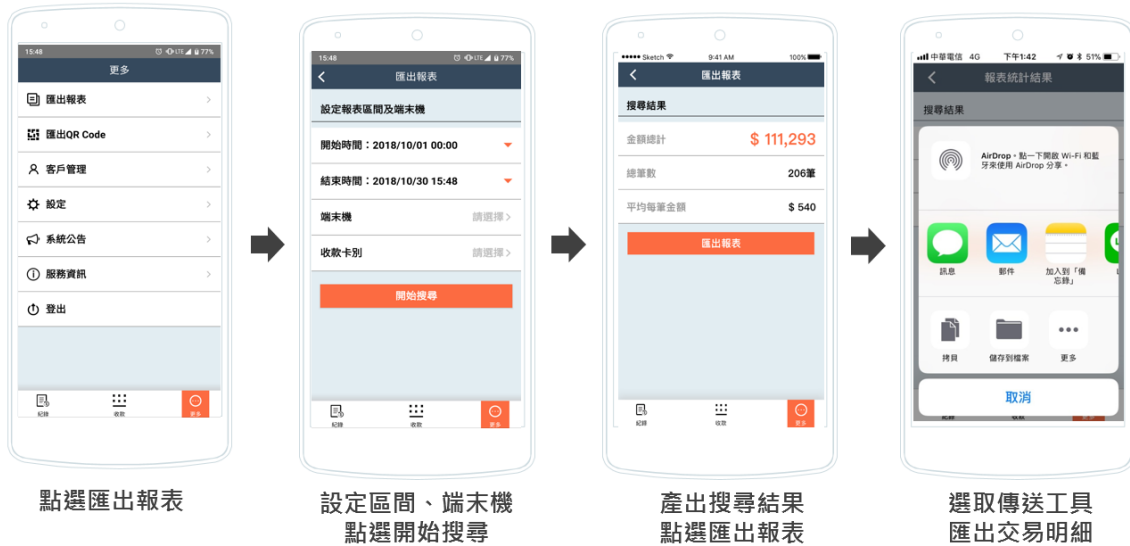 15:48
LTE 77%
更多
匯出報表
匯出QR Code
客戶管理
設定
系統公告
服務資訊
登出
紀錄
收款
更多
點選匯出報表
15:48
LTE 77%
匯出報表
設定報表區間及端末機
開始時間：2018/10/01 00:00
結束時間：2018/10/30 15:48
端末機 請選擇
收款卡別 請選擇
開始搜尋
紀錄
收款
更多
設定區間、端末機
點選開始搜尋
Sketch 9:41 AM 100%
匯出報表
搜尋結果
金額總計 $ 111,293
總筆數 206筆
平均每筆金額 $ 540
匯出報表
紀錄
收款
更多
產出搜尋結果
點選匯出報表
中華電信 4G 下午1:42 51%
報表統計結果
搜尋結果
AirDrop。點一下開啟 Wi-Fi 和藍
牙來使用 AirDrop 分享。
訊息
郵件
加入到「備
忘錄」
拷貝
儲存到檔案
更多
取消
紀錄
收款
更多
選取傳送工具
匯出交易明細